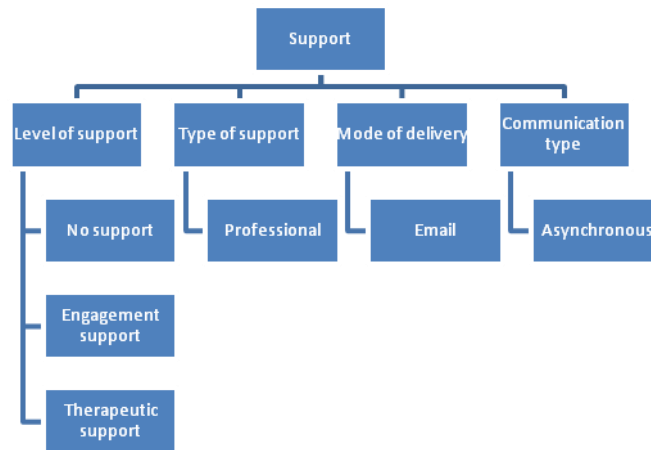 Support
Level of support
Type of support
Mode of delivery
Communication
type
No support
Professional
Email
Asynchronous
Engagement
support
Therapeutic
support